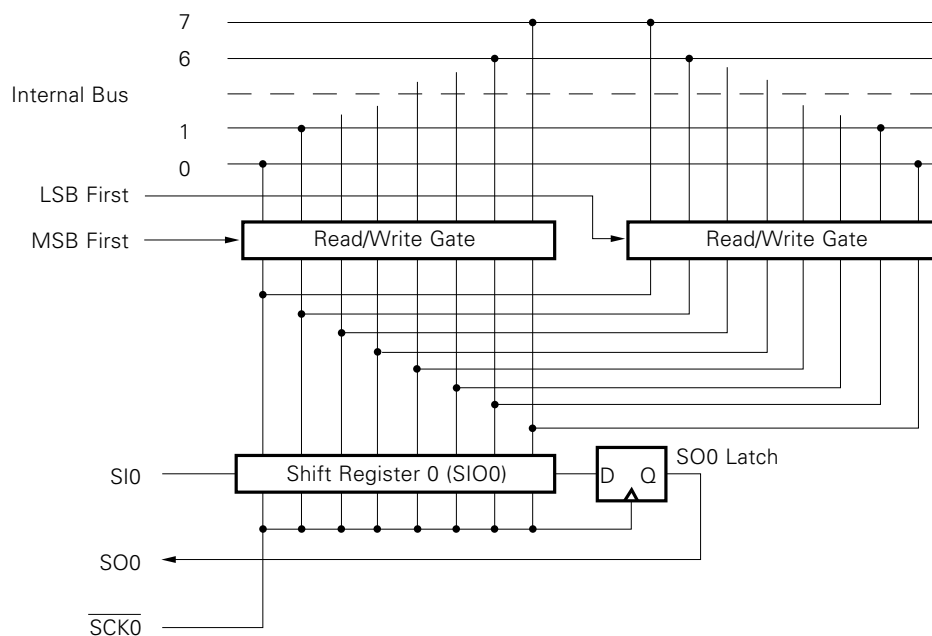 7
6
Internal Bus
1
0
LSB First
MSB First
Read/Write Gate
Read/Write Gate
SI0
Shift Register 0 (SIO0)
D Q
SO0 Latch
SO0
SCK0